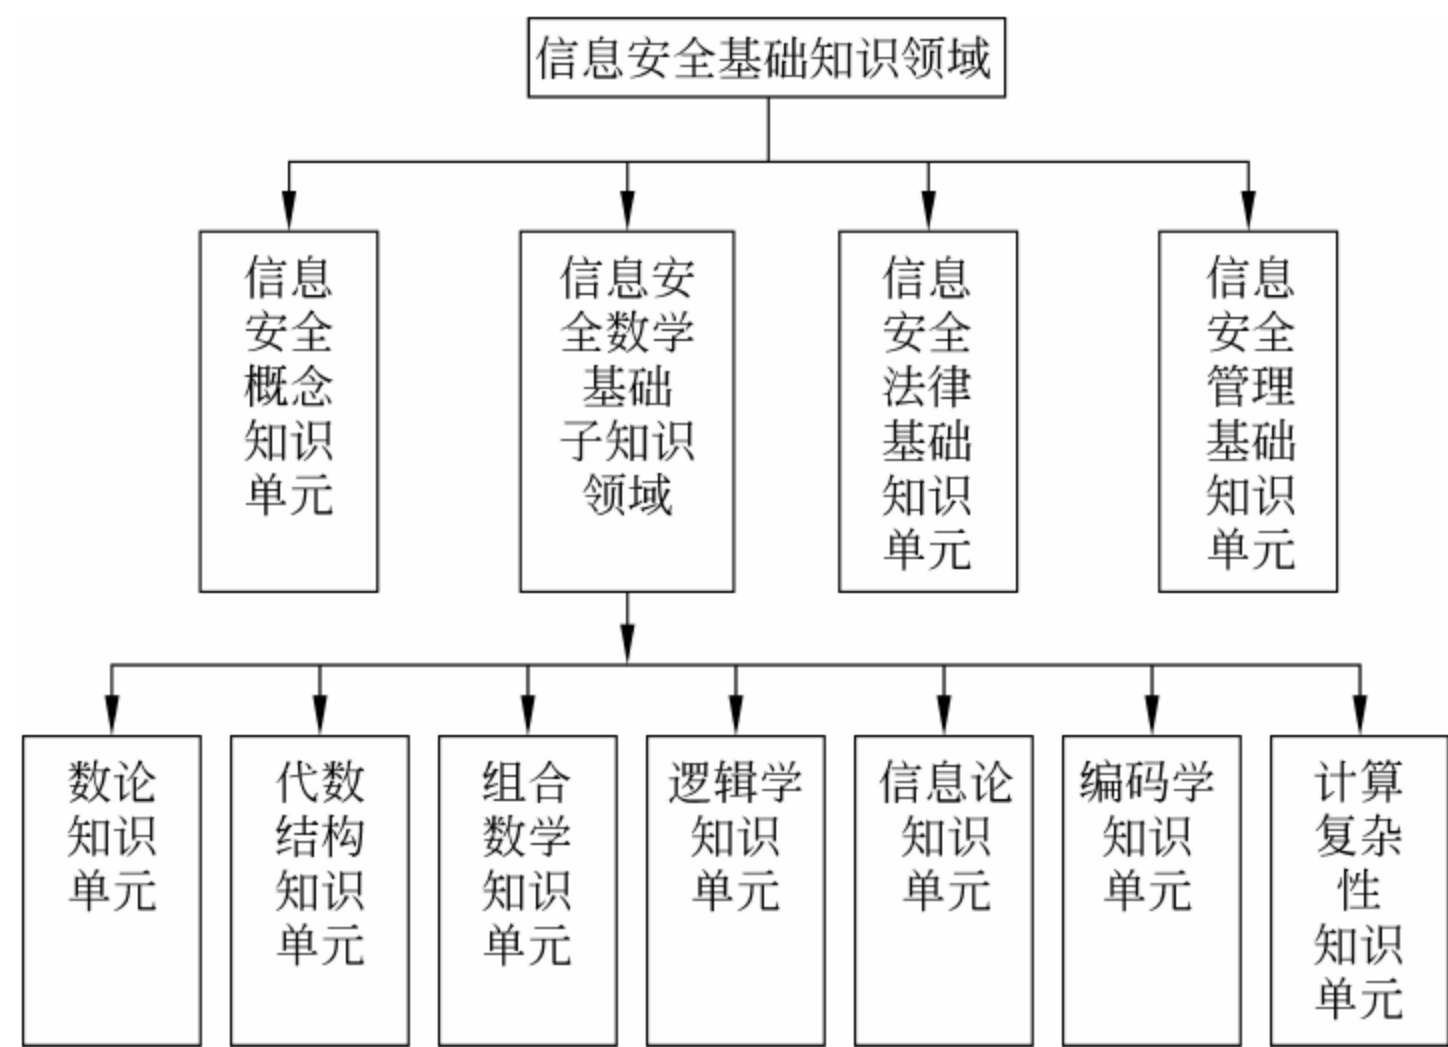 信息安全基础知识领域
信息
安全
概念
知识
单元
信息安
全数学
基础
子知识
领域
信息
安全
法律
基础
知识
单元
信息
安全
管理
基础
知识
单元
数论
知识
单元
代数
结构
知识
单元
组合
数学
知识
单元
逻辑学
知识
单元
信息论
知识
单元
编码学
知识
单元
计算
复杂
性
知识
单元